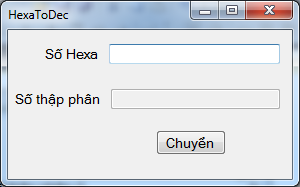 HexaToDec
Số Hexa
Số thập phân
Chuyển